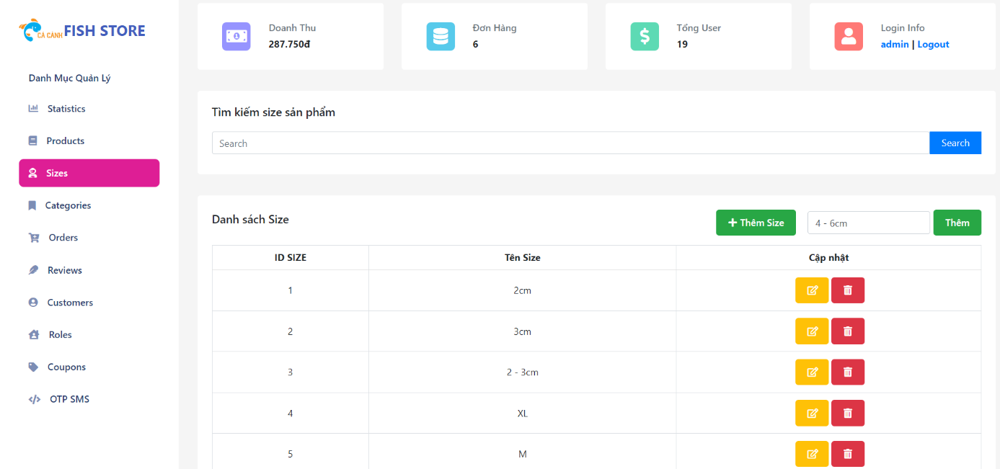 CÁ CẢNH FISH STORE
Danh Mục Quản Lý
Statistics
Products
Sizes
Categories
Orders
Reviews
Customers
Roles
Coupons
OTP SMS
Doanh Thu
287.750đ
Đơn Hàng
6
Tổng User
19
Login Info
admin | Logout
Tìm kiếm size sản phẩm
Search Search
Danh sách Size
Thêm Size 4 - 6cm Thêm
ID SIZE Tên Size Cập nhật
1 2cm
2 3cm
3 2 - 3cm
4 XL
5 M